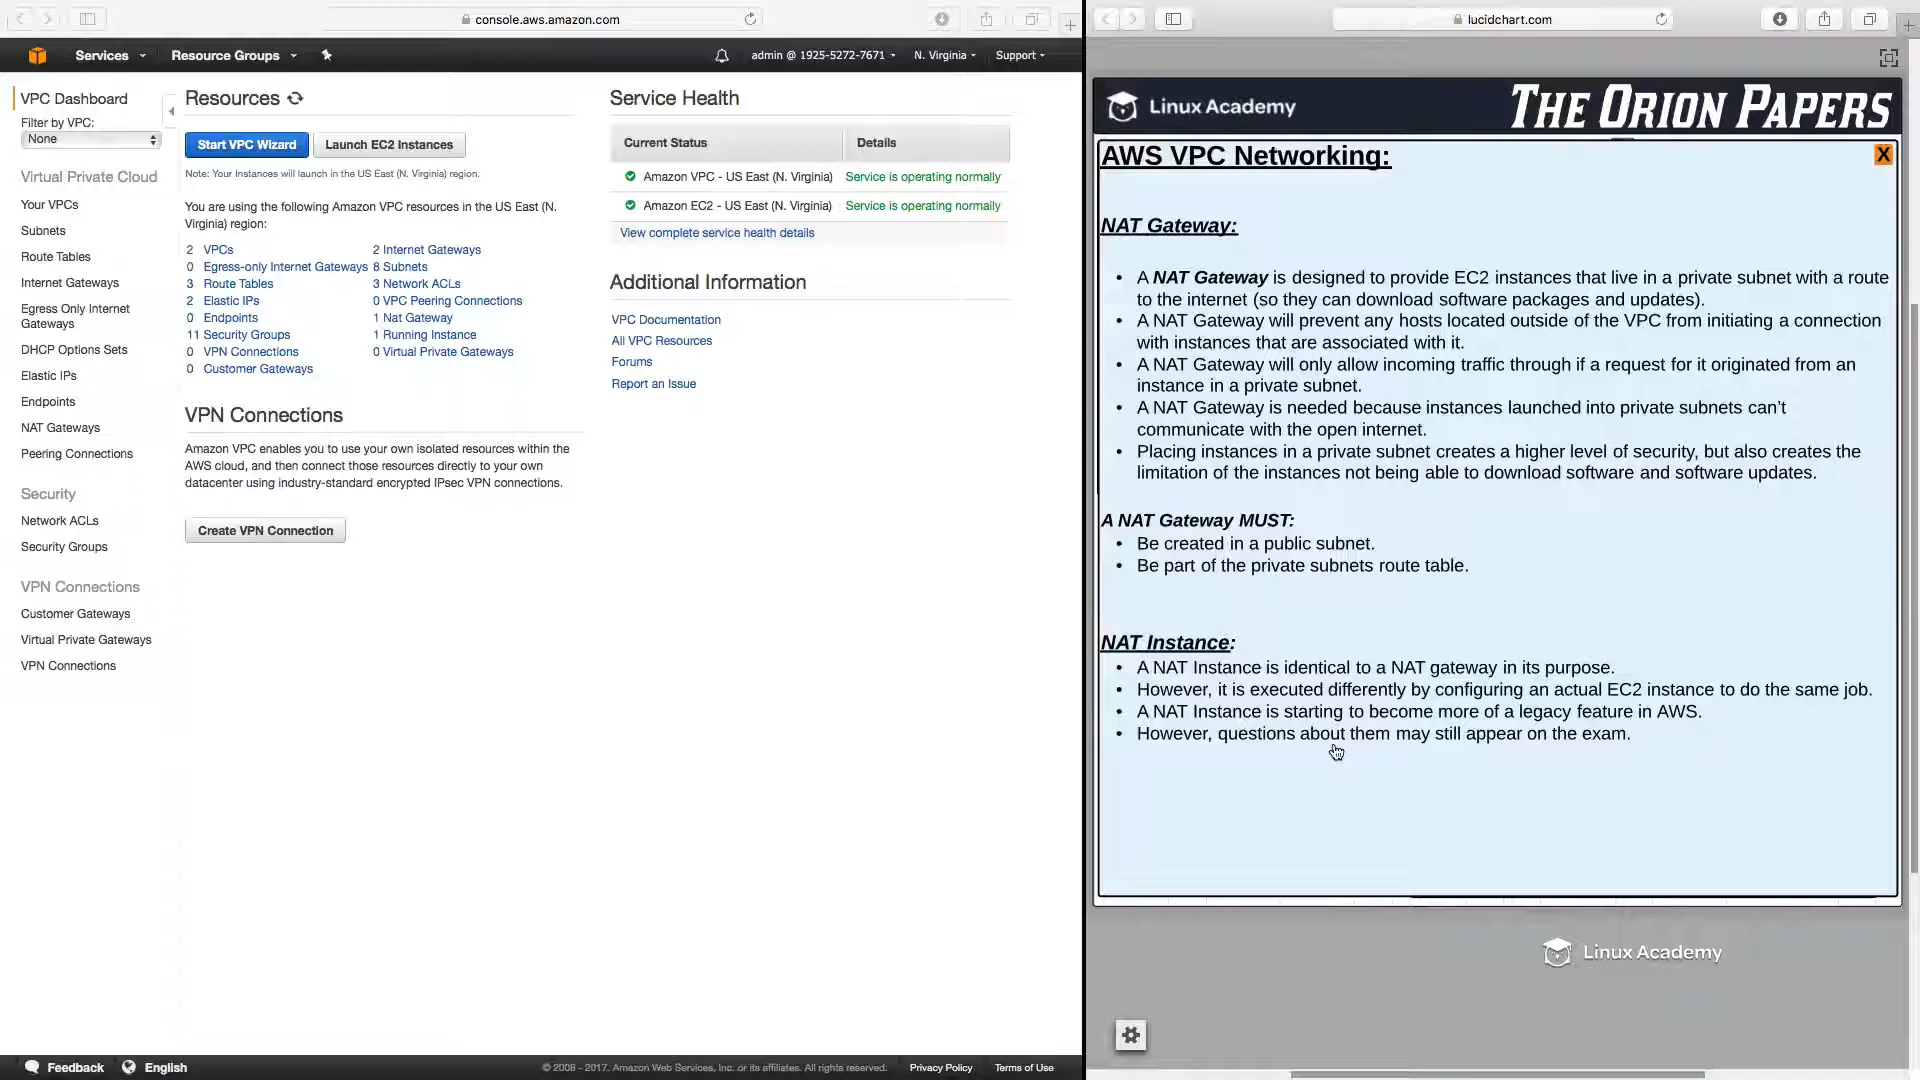 console.aws.amazon.com
Services
Resource Groups
admin @ 1925-5272-7671
N. Virginia
Support
VPC Dashboard
Filter by VPC:
None
Virtual Private Cloud
Your VPCs
Subnets
Route Tables
Internet Gateways
Egress Only Internet
Gateways
DHCP Options Sets
Elastic IPs
Endpoints
NAT Gateways
Peering Connections
Security
Network ACLs
Security Groups
VPN Connections
Customer Gateways
Virtual Private Gateways
VPN Connections
Resources
Start VPC Wizard
Launch EC2 Instances
Note: Your Instances will launch in the US East (N. Virginia) region.
You are using the following Amazon VPC resources in the US East (N.
Virginia) region:
2 VPCs
2 Internet Gateways
0 Egress-only Internet Gateways
8 Subnets
3 Route Tables
3 Network ACLs
2 Elastic IPs
0 VPC Peering Connections
0 Endpoints
1 Nat Gateway
11 Security Groups
1 Running Instance
0 VPN Connections
0 Virtual Private Gateways
0 Customer Gateways
VPN Connections
Amazon VPC enables you to use your own isolated resources within the
AWS cloud, and then connect those resources directly to your own
datacenter using industry-standard encrypted IPsec VPN connections.
Create VPN Connection
Service Health
Current Status
Details
Amazon VPC - US East (N. Virginia)
Service is operating normally
Amazon EC2 - US East (N. Virginia)
Service is operating normally
View complete service health details
Additional Information
VPC Documentation
All VPC Resources
Forums
Report an Issue
Feedback
English
© 2008 - 2017, Amazon Web Services, Inc. or its affiliates. All rights reserved.
Privacy Policy
Terms of Use
lucidchart.com
Linux Academy
THE ORION PAPERS
AWS VPC Networking:
X
NAT Gateway:
• A NAT Gateway is designed to provide EC2 instances that live in a private subnet with a route
to the internet (so they can download software packages and updates).
• A NAT Gateway will prevent any hosts located outside of the VPC from initiating a connection
with instances that are associated with it.
• A NAT Gateway will only allow incoming traffic through if a request for it originated from an
instance in a private subnet.
• A NAT Gateway is needed because instances launched into private subnets can’t
communicate with the open internet.
• Placing instances in a private subnet creates a higher level of security, but also creates the
limitation of the instances not being able to download software and software updates.
A NAT Gateway MUST:
• Be created in a public subnet.
• Be part of the private subnets route table.
NAT Instance:
• A NAT Instance is identical to a NAT gateway in its purpose.
• However, it is executed differently by configuring an actual EC2 instance to do the same job.
• A NAT Instance is starting to become more of a legacy feature in AWS.
• However, questions about them may still appear on the exam.
Linux Academy